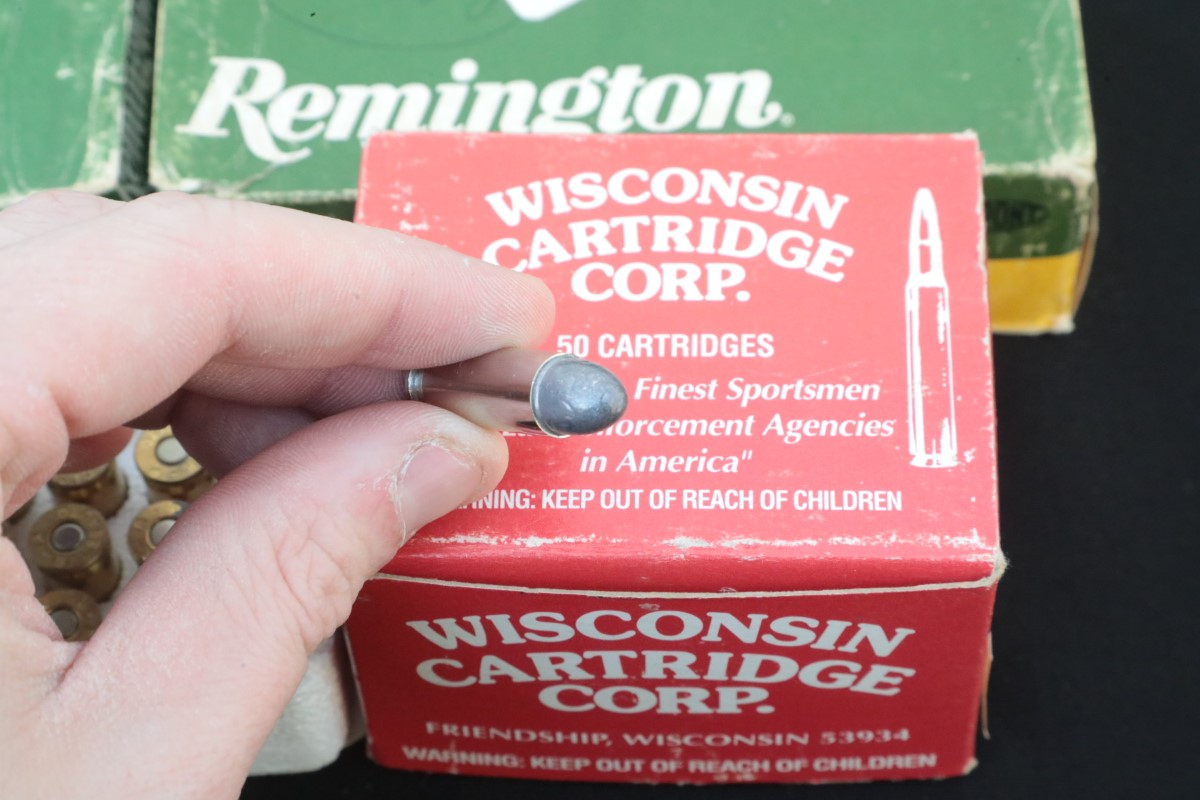 Remington.
WISCONSIN
CARTRIDGE
CORP.
50 CARTRIDGES
Finest Sportsmen
Enforcement Agencies
in America"
WARNING: KEEP OUT OF REACH OF CHILDREN
WISCONSIN
CARTRIDGE
CORP.
FRIENDSHIP, WISCONSIN 53934
WARNING: KEEP OUT OF REACH OF CHILDREN